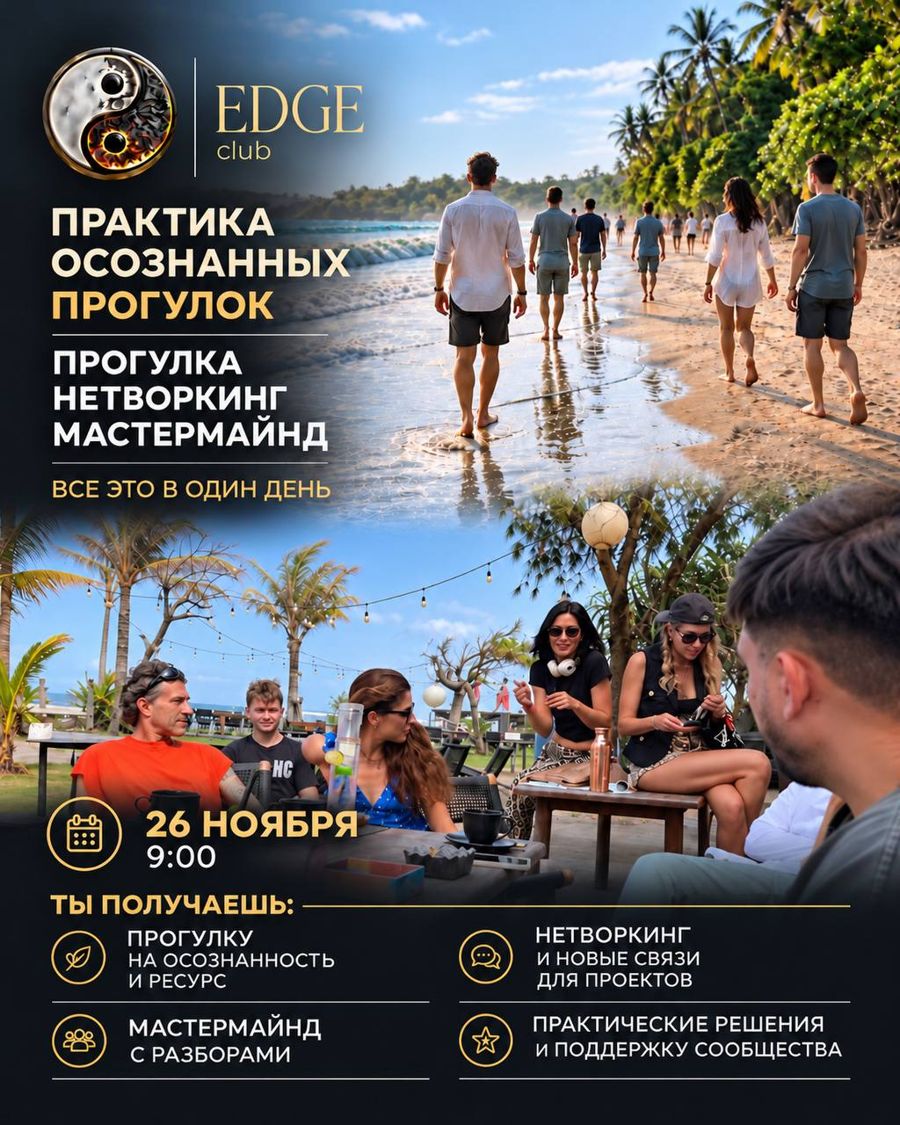 EDGE
club
ПРАКТИКА
ОСОЗНАННЫХ
ПРОГУЛОК
ПРОГУЛКА
НЕТВОРКИНГ
МАСТЕРМАЙНД
ВСЕ ЭТО В ОДИН ДЕНЬ
НС
26 НОЯБРЯ
9:00
ТЫ ПОЛУЧАЕШЬ:
ПРОГУЛКУ
НА ОСОЗНАННОСТЬ
И РЕСУРС
НЕТВОРКИНГ
И НОВЫЕ СВЯЗИ
ДЛЯ ПРОЕКТОВ
МАСТЕРМАЙНД
С РАЗБОРАМИ
ПРАКТИЧЕСКИЕ РЕШЕНИЯ
И ПОДДЕРЖКУ СООБЩЕСТВА